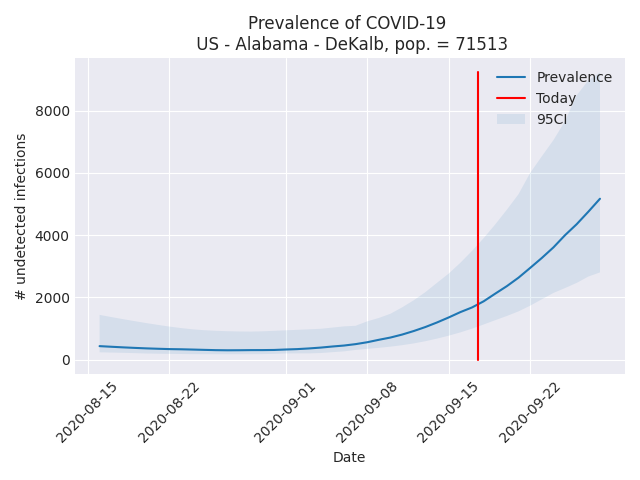 Prevalence of COVID-19
US - Alabama - DeKalb, pop. = 71513
Prevalence
Today
95CI
8000
6000
4000
2000
0
# undetected infections
2020-08-15
2020-08-22
2020-09-01
2020-09-08
2020-09-15
2020-09-22
Date